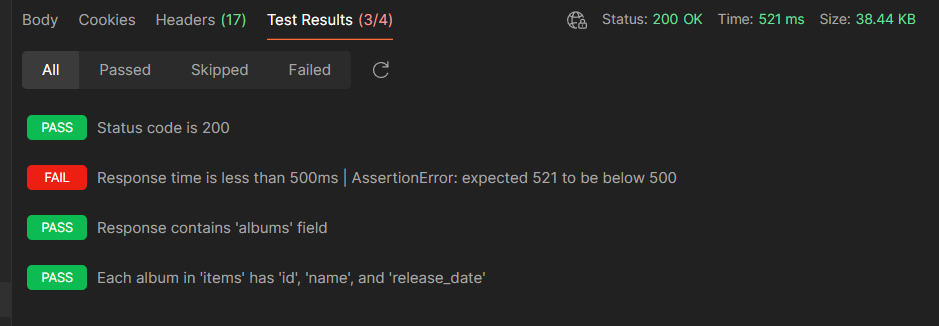 Body Cookies Headers (17) Test Results (3/4) Status: 200 OK Time: 521 ms Size: 38.44 KB
All Passed Skipped Failed
PASS Status code is 200
FAIL Response time is less than 500ms | AssertionError: expected 521 to be below 500
PASS Response contains 'albums' field
PASS Each album in 'items' has 'id', 'name', and 'release_date'